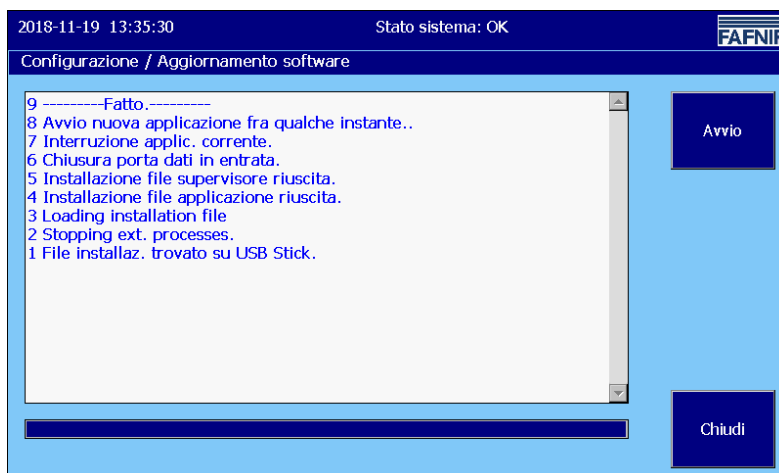 2018-11-19 13:35:30 Stato sistema: OK
FAFNIR
Configurazione / Aggiornamento software
9 ---------Fatto.---------
8 Avvio nuova applicazione fra qualche instante..
7 Interruzione applic. corrente.
6 Chiusura porta dati in entrata.
5 Installazione file supervisore riuscita.
4 Installazione file applicazione riuscita.
3 Loading installation file
2 Stopping ext. processes.
1 File installaz. trovato su USB Stick.
Avvio
Chiudi